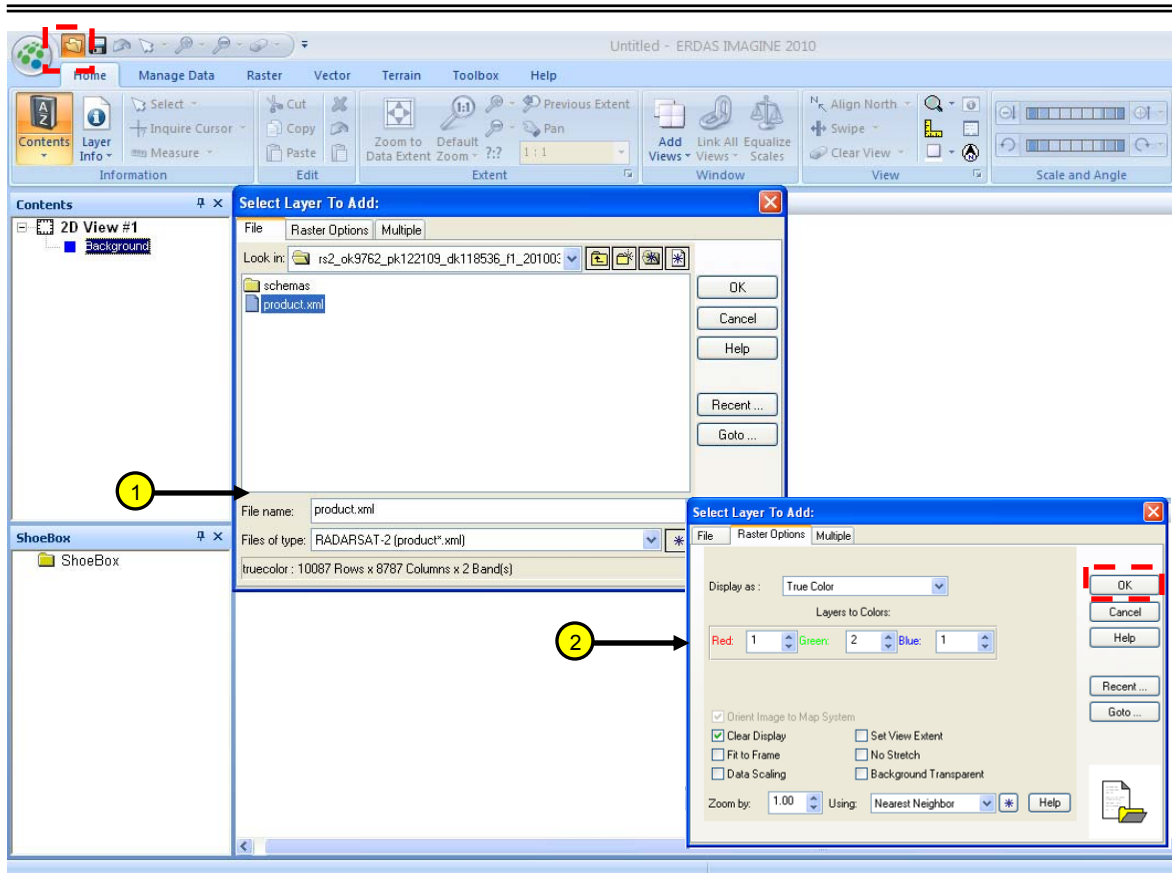 Untitled - ERDAS IMAGINE 2010
Home Manage Data Raster Vector Terrain Toolbox Help
Contents
Layer Info
Select
Inquire Cursor
Measure
Information
Cut
Copy
Paste
Edit
Zoom to Data Extent
Default Zoom
?:?
Previous Extent
Pan
1 : 1
Extent
Add Views
Link All Views
Equalize Scales
Window
Align North
Swipe
Clear View
View
Scale and Angle
Contents
2D View #1
Background
ShoeBox
ShoeBox
Select Layer To Add:
File Raster Options Multiple
Look in: rs2_ok9762_pk122109_dk118536_f1_201003
schemas
product.xml
OK
Cancel
Help
Recent ...
Goto ...
1
File name: product.xml
Files of type: RADARSAT-2 (product*.xml)
truecolor : 10087 Rows x 8787 Columns x 2 Band(s)
2
Select Layer To Add:
File Raster Options Multiple
Display as : True Color
Layers to Colors:
Red: 1 Green: 2 Blue: 1
Orient Image to Map System
Clear Display Set View Extent
Fit to Frame No Stretch
Data Scaling Background Transparent
Zoom by: 1.00 Using: Nearest Neighbor Help
OK
Cancel
Help
Recent ...
Goto ...